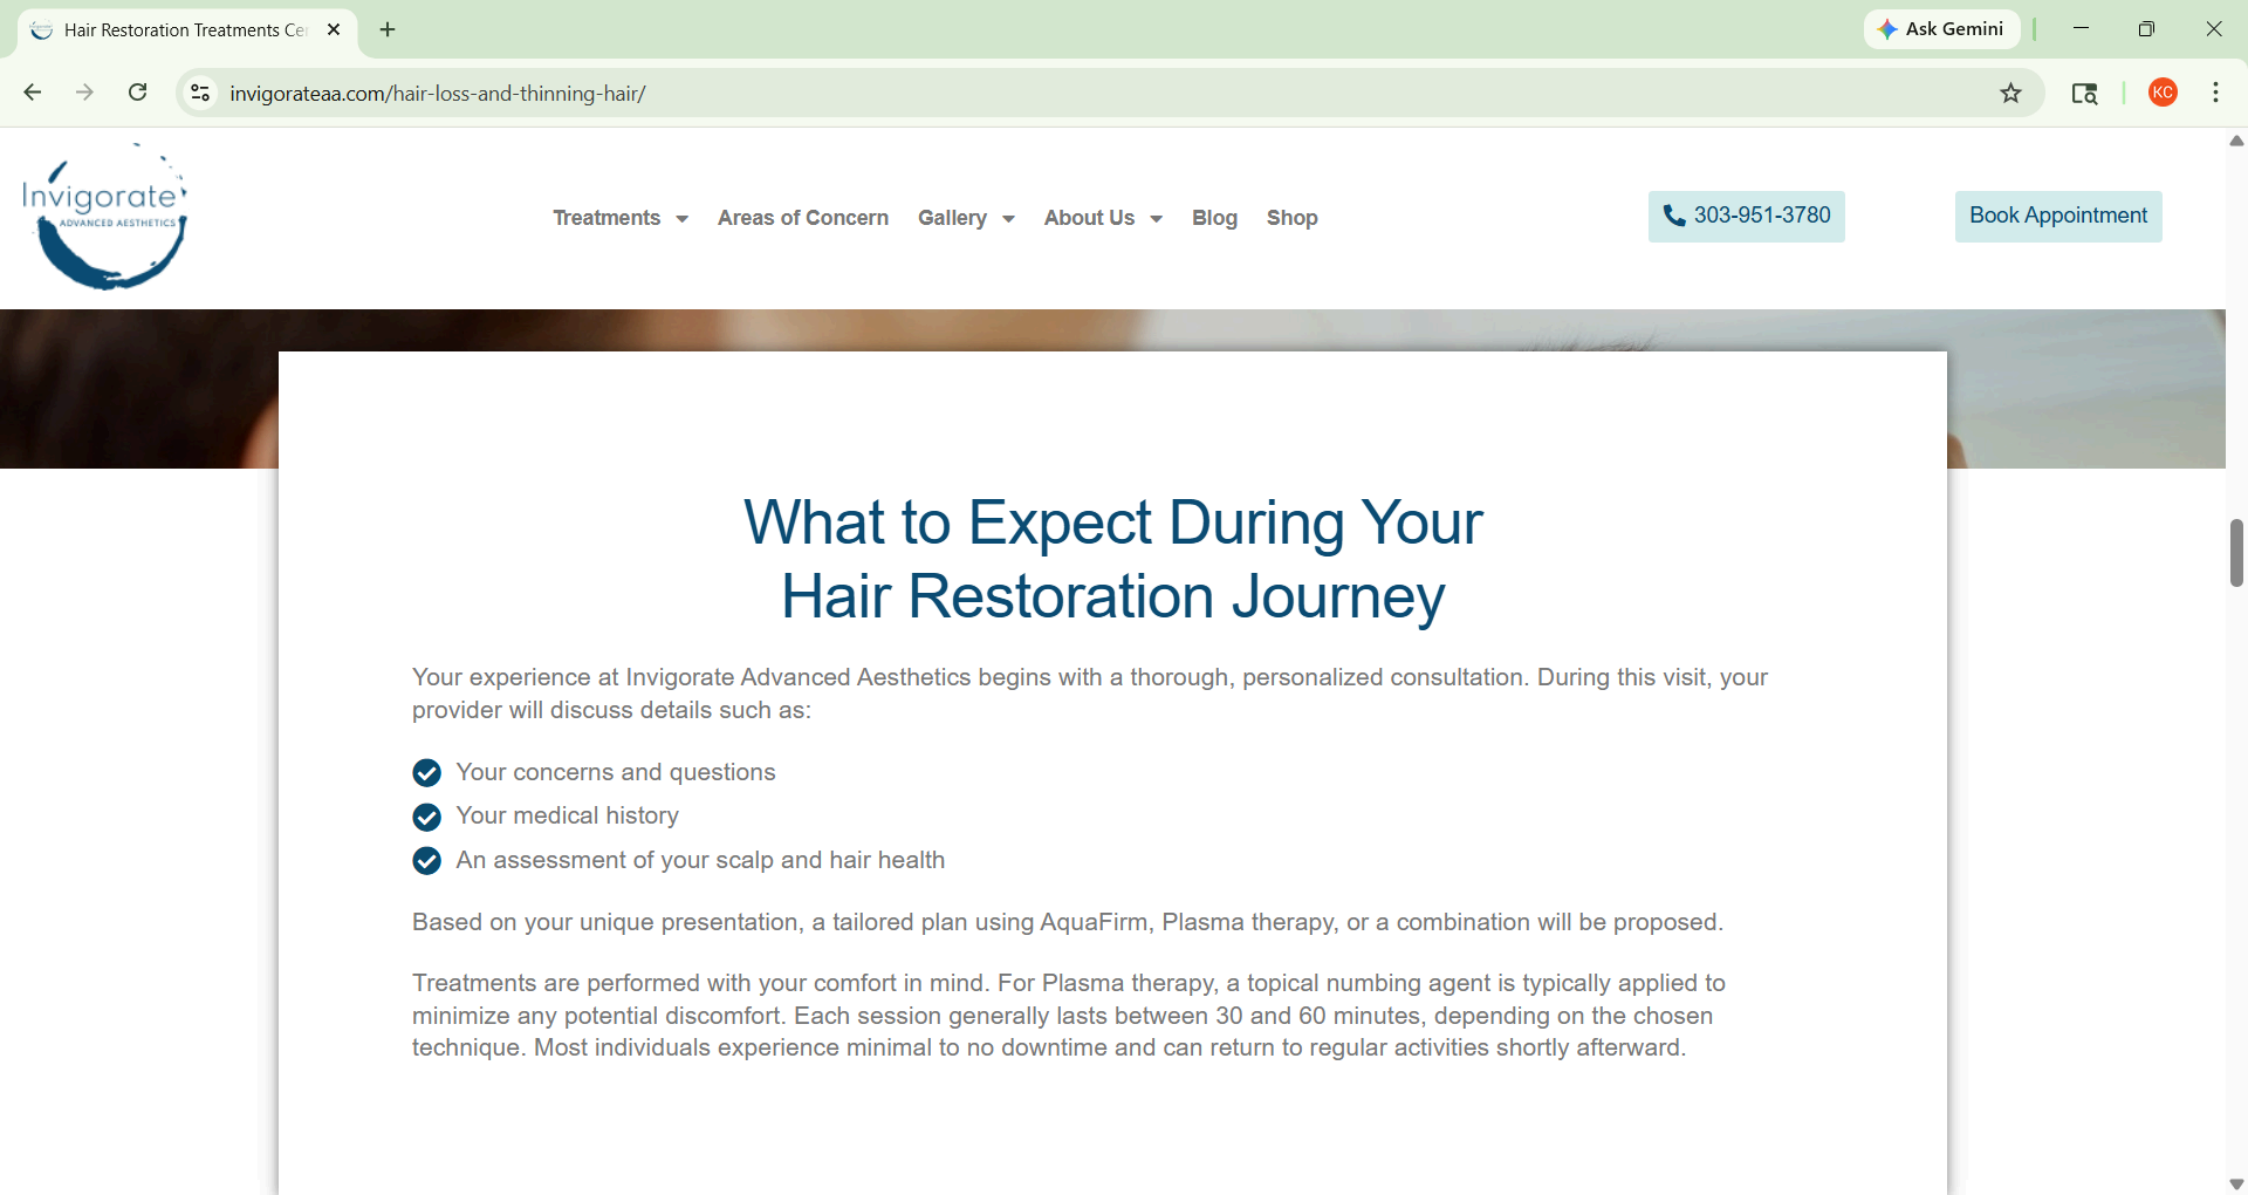 Hair Restoration Treatments Cer
Ask Gemini
invigorateaa.com/hair-loss-and-thinning-hair/
KC
Invigorate
ADVANCED AESTHETICS
Treatments
Areas of Concern
Gallery
About Us
Blog
Shop
303-951-3780
Book Appointment
What to Expect During Your
Hair Restoration Journey
Your experience at Invigorate Advanced Aesthetics begins with a thorough, personalized consultation. During this visit, your
provider will discuss details such as:
Your concerns and questions
Your medical history
An assessment of your scalp and hair health
Based on your unique presentation, a tailored plan using AquaFirm, Plasma therapy, or a combination will be proposed.
Treatments are performed with your comfort in mind. For Plasma therapy, a topical numbing agent is typically applied to
minimize any potential discomfort. Each session generally lasts between 30 and 60 minutes, depending on the chosen
technique. Most individuals experience minimal to no downtime and can return to regular activities shortly afterward.